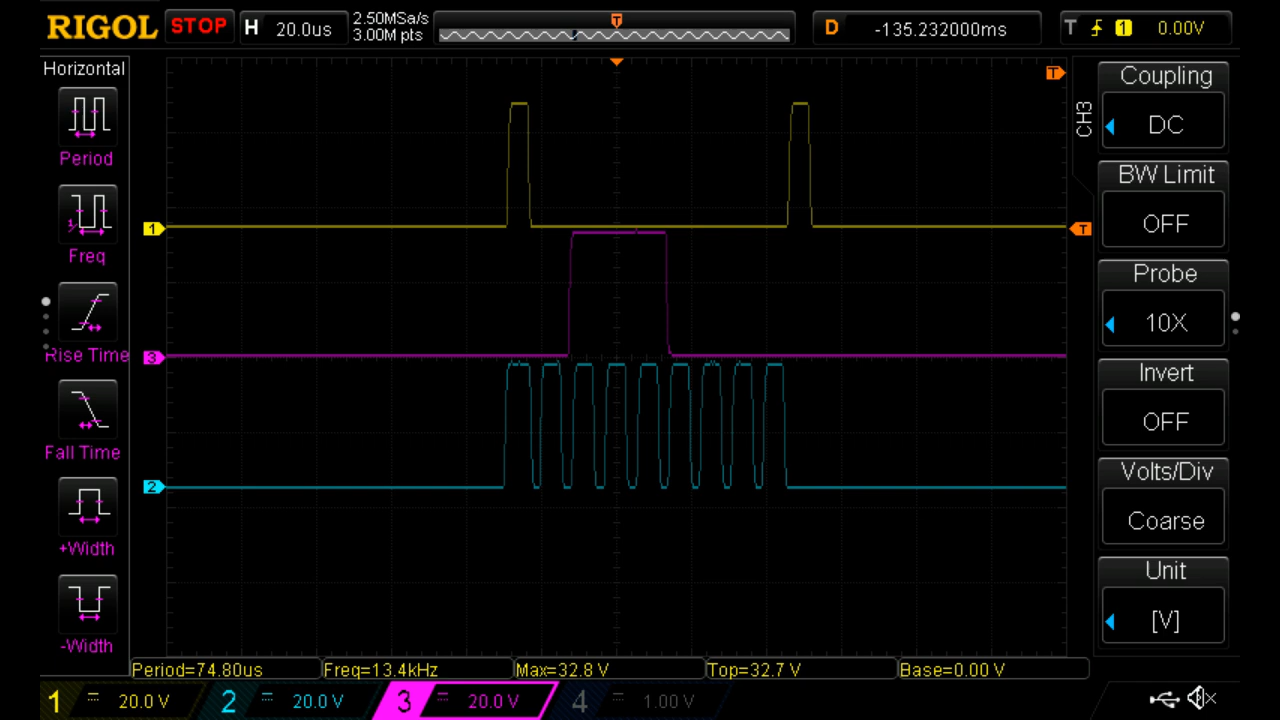 RIGOL STOP H 20.0us 2.50MSa/s 3.00M pts T D -135.232000ms T 1 0.00V
Horizontal
Period
Freq
Rise Time
Fall Time
+Width
-Width
T
1
T
3
2
CH3
Coupling
DC
BW Limit
OFF
Probe
10X
Invert
OFF
Volts/Div
Coarse
Unit
[V]
Period=74.80us Freq=13.4kHz Max=32.8 V Top=32.7 V Base=0.00 V
1 20.0 V 2 20.0 V 3 20.0 V 4 1.00 V